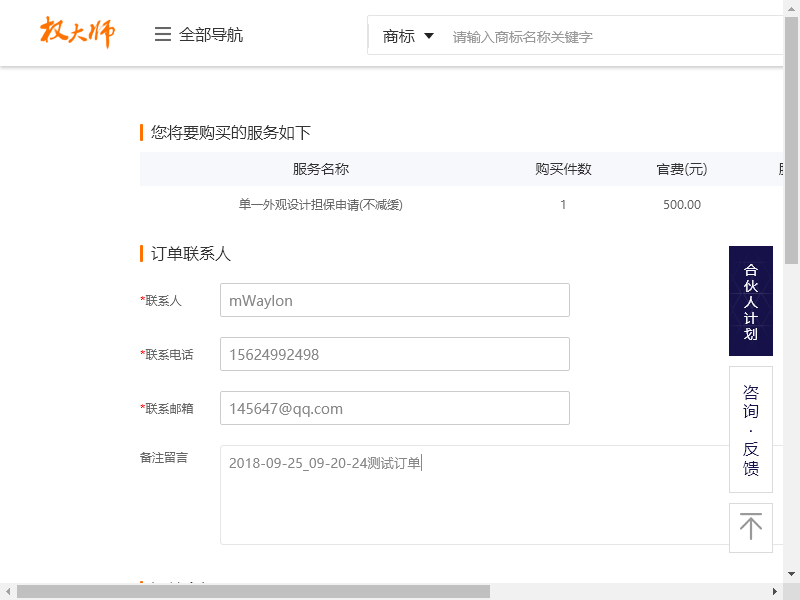 权大师
全部导航
商标
请输入商标名称关键字
您将要购买的服务如下
服务名称 购买件数 官费(元)
单一外观设计担保申请(不减缓) 1 500.00
订单联系人
*联系人 mWaylon
*联系电话 15624992498
*联系邮箱 145647@qq.com
备注留言 2018-09-25_09-20-24测试订单
合伙人计划
咨询·反馈